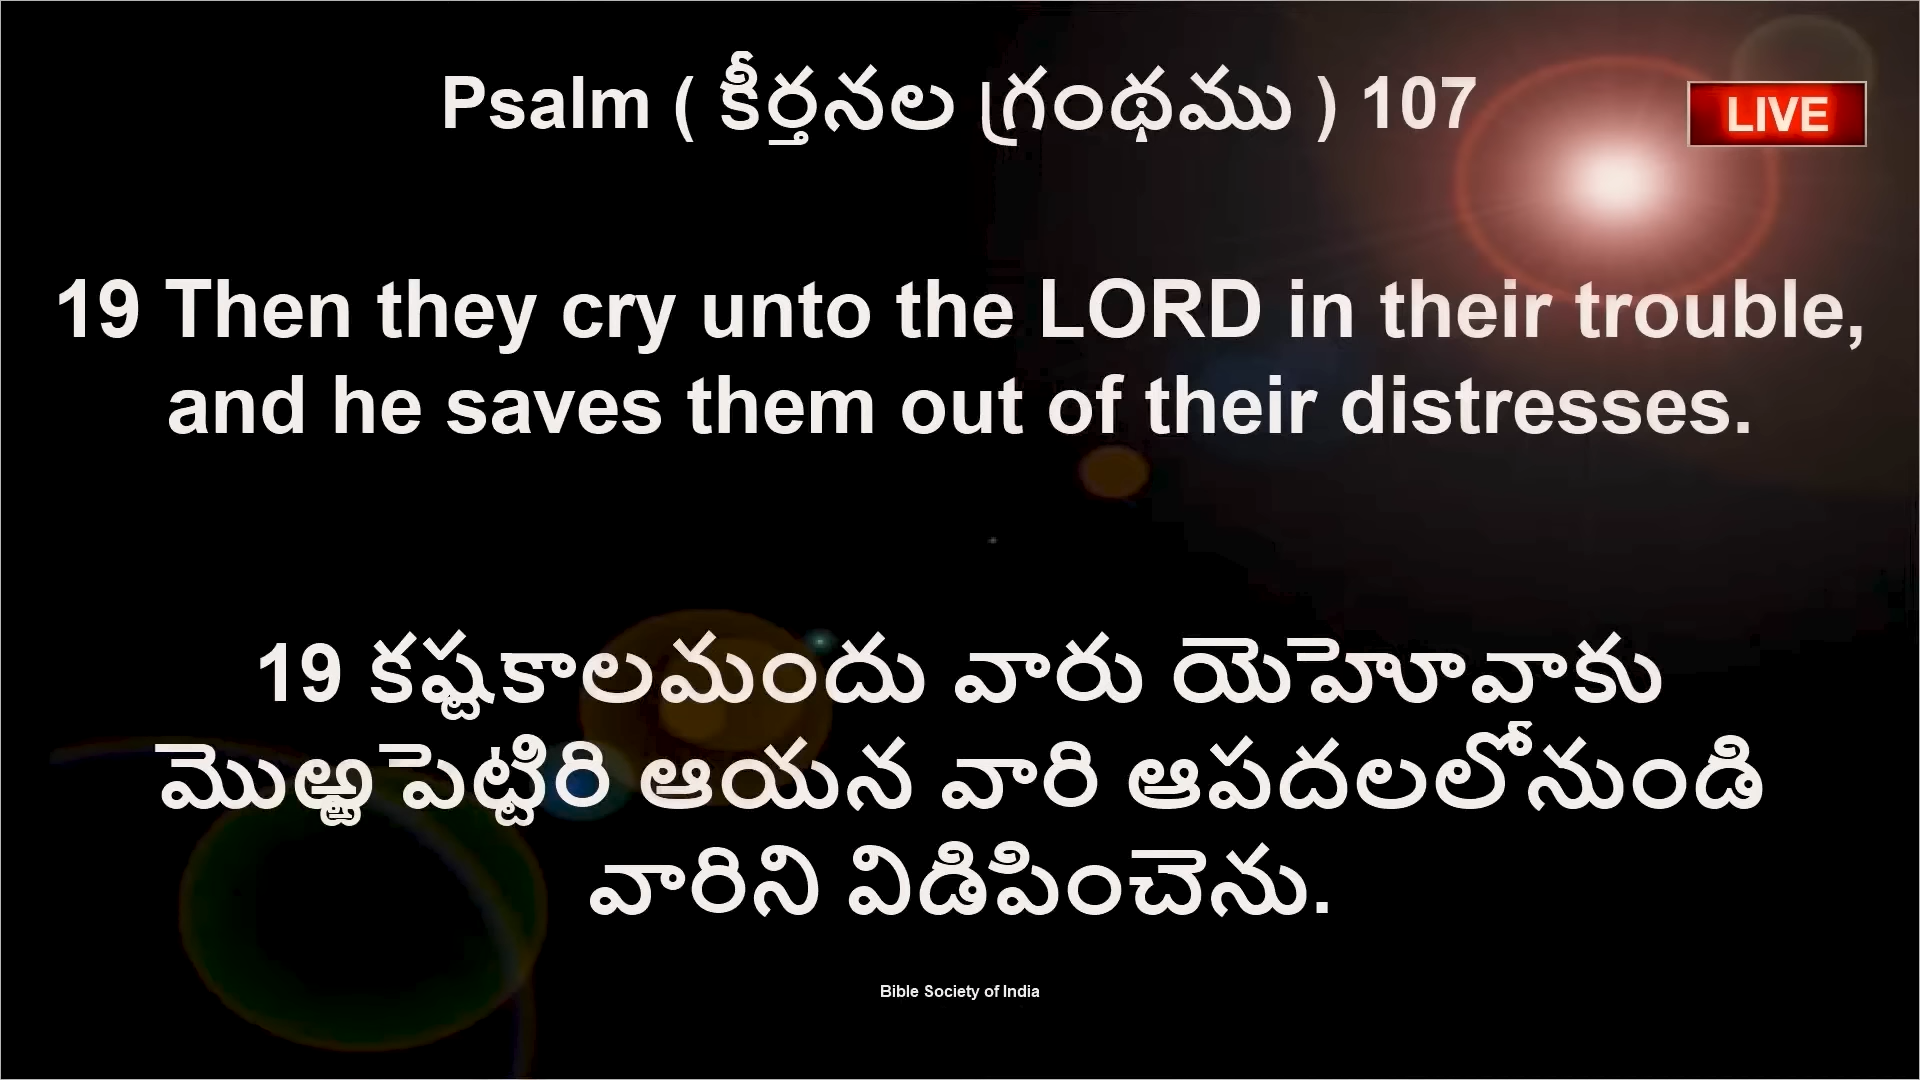 Psalm ( కీర్తనల గ్రంథము ) 107
LIVE
19 Then they cry unto the LORD in their trouble,
and he saves them out of their distresses.
19 కష్టకాలమందు వారు యెహోవాకు
మొఱ్ఱపెట్టిరి ఆయన వారి ఆపదలలోనుండి
వారిని విడిపించెను.
Bible Society of India